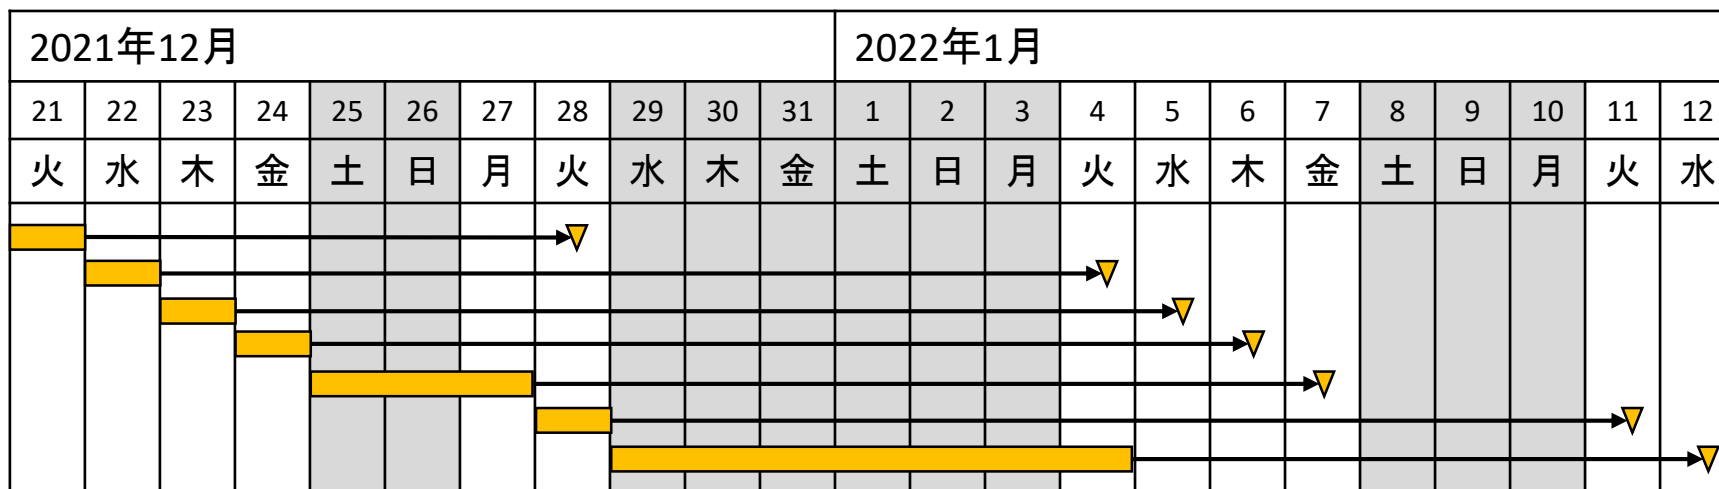 2021年12月 2022年1月
21 22 23 24 25 26 27 28 29 30 31 1 2 3 4 5 6 7 8 9 10 11 12
火 水 木 金 土 日 月 火 水 木 金 土 日 月 火 水 木 金 土 日 月 火 水